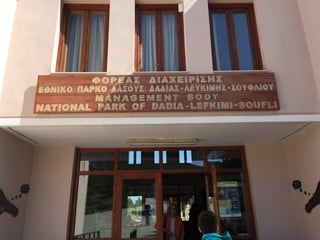 ΦΟΡΕΑΣ ΔΙΑΧΕΙΡΙΣΗΣ
ΕΘΝΙΚΟ ΠΑΡΚΟ ΔΑΣΟΥΣ ΔΑΔΙΑΣ-ΛΕΥΚΙΜΗΣ-ΣΟΥΦΛΙΟΥ
MANAGEMENT BODY
NATIONAL PARK OF DADIA-LEFKIMI-SOUFLI